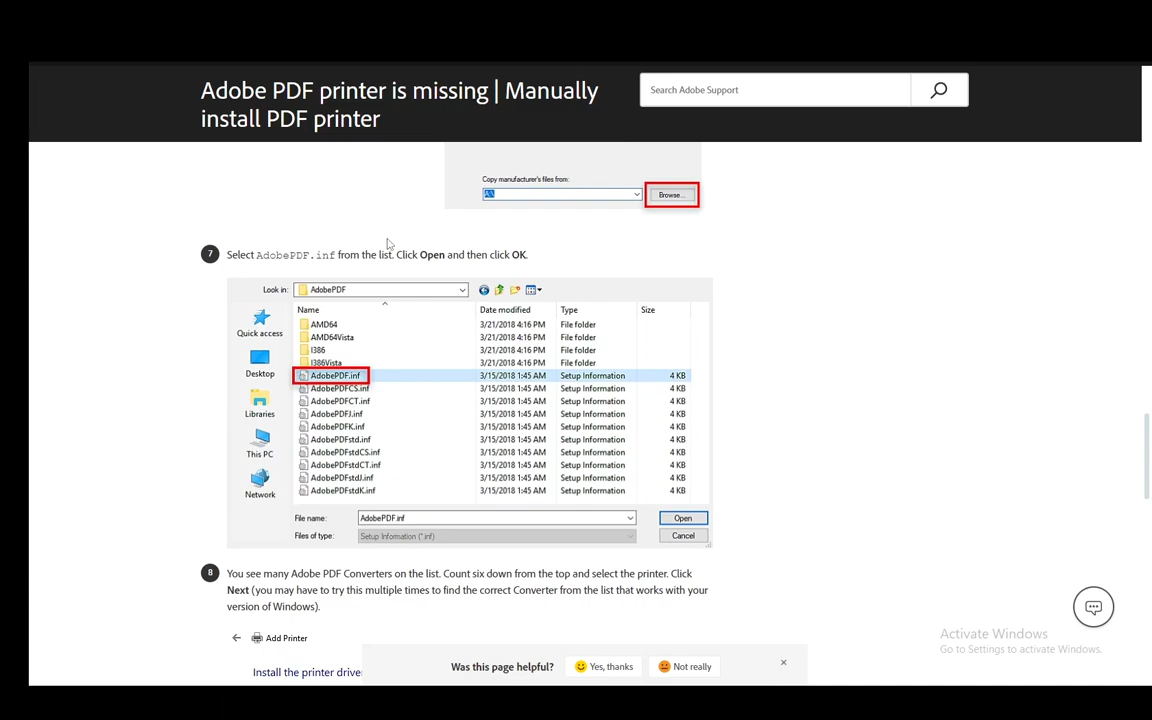 Adobe PDF printer is missing | Manually
install PDF printer
Search Adobe Support
Copy manufacturer's files from:
A:\
Browse...
7
Select AdobePDF.inf from the list. Click Open and then click OK.
Look in:
AdobePDF
Name
Date modified
Type
Size
Quick access
Desktop
Libraries
This PC
Network
AMD64 3/21/2018 4:16 PM File folder
AMD64Vista 3/21/2018 4:16 PM File folder
I386 3/21/2018 4:16 PM File folder
I386Vista 3/21/2018 4:16 PM File folder
AdobePDF.inf 3/15/2018 1:45 AM Setup Information 4 KB
AdobePDFCS.inf 3/15/2018 1:45 AM Setup Information 4 KB
AdobePDFCT.inf 3/15/2018 1:45 AM Setup Information 4 KB
AdobePDFJ.inf 3/15/2018 1:45 AM Setup Information 4 KB
AdobePDFK.inf 3/15/2018 1:45 AM Setup Information 4 KB
AdobePDFstd.inf 3/15/2018 1:45 AM Setup Information 4 KB
AdobePDFstdCS.inf 3/15/2018 1:45 AM Setup Information 4 KB
AdobePDFstdCT.inf 3/15/2018 1:45 AM Setup Information 4 KB
AdobePDFstdJ.inf 3/15/2018 1:45 AM Setup Information 4 KB
AdobePDFstdK.inf 3/15/2018 1:45 AM Setup Information 4 KB
File name: AdobePDF.inf
Open
Files of type: Setup Information (*.inf)
Cancel
8
You see many Adobe PDF Converters on the list. Count six down from the top and select the printer. Click
Next (you may have to try this multiple times to find the correct Converter from the list that works with your
version of Windows).
Add Printer
Install the printer drive
Was this page helpful?
Yes, thanks
Not really
Activate Windows
Go to Settings to activate Windows.